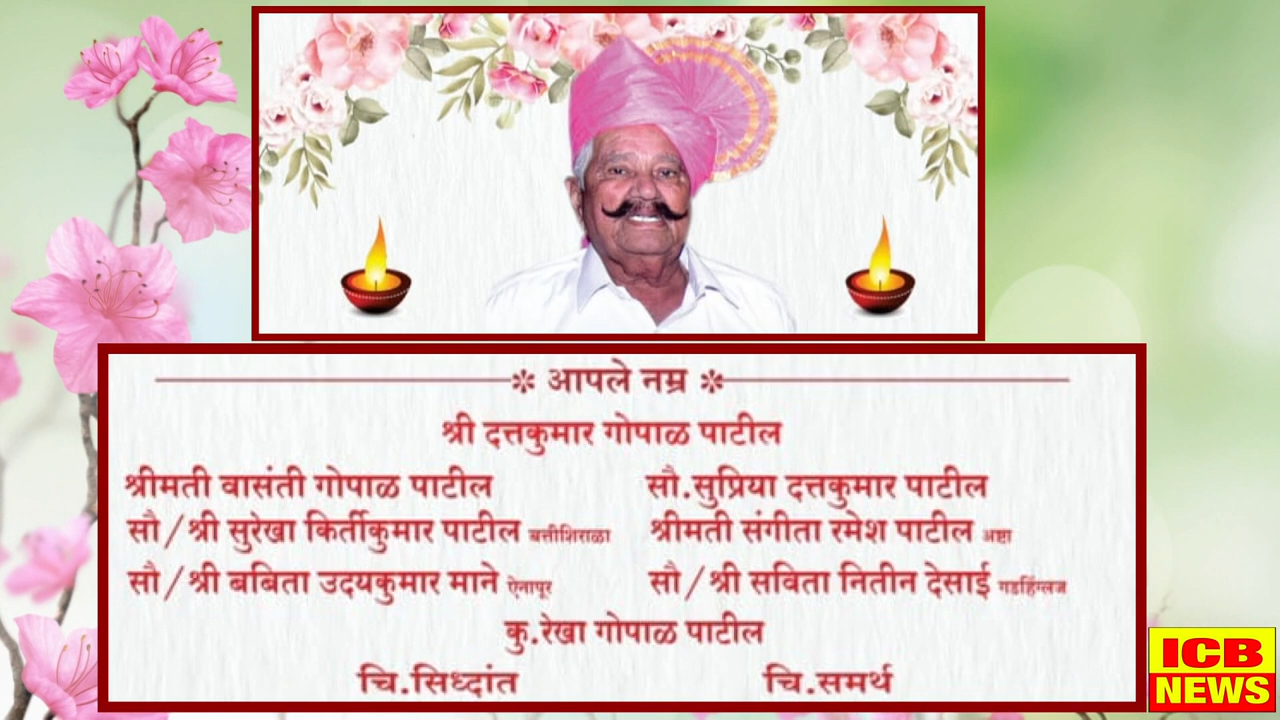 आपले नम्र
श्री दत्तकुमार गोपाळ पाटील
श्रीमती वासंती गोपाळ पाटील
सौ.सुप्रिया दत्तकुमार पाटील
सौ/श्री सुरेखा किर्तीकुमार पाटील बत्तीशिराळा
श्रीमती संगीता रमेश पाटील अष्टा
सौ/श्री बबिता उदयकुमार माने ऐनापूर
सौ/श्री सविता नितीन देसाई गडहिंग्लज
कु.रेखा गोपाळ पाटील
चि.सिध्दांत
चि.समर्थ
ICB
NEWS